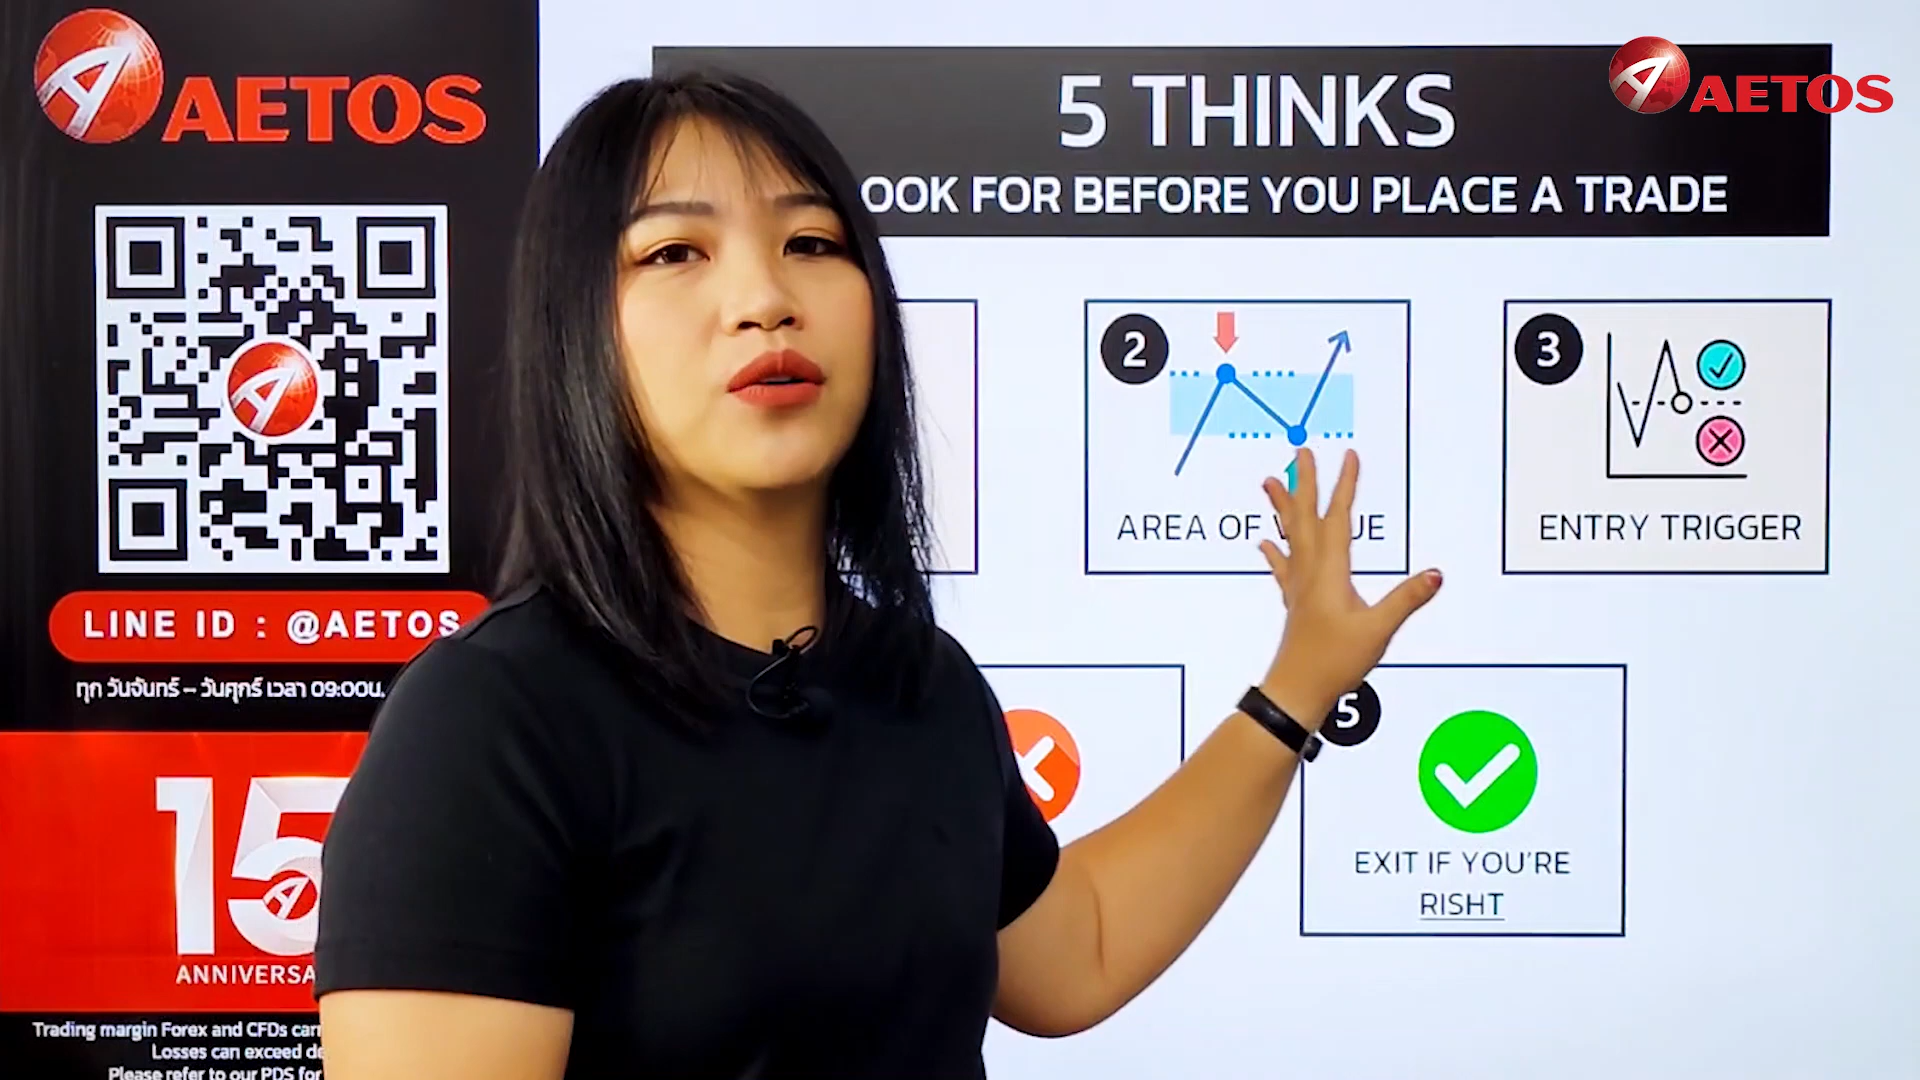 AETOS
LINE ID : @AETOS
ทุก วันจันทร์ – วันศุกร์ เวลา 09:00น.
15
ANNIVERSA
Trading margin Forex and CFDs carr
Losses can exceed de
Please refer to our PDS for
AETOS
5 THINKS
OOK FOR BEFORE YOU PLACE A TRADE
2
AREA OF V UE
3
ENTRY TRIGGER
5
EXIT IF YOU'RE
RISHT